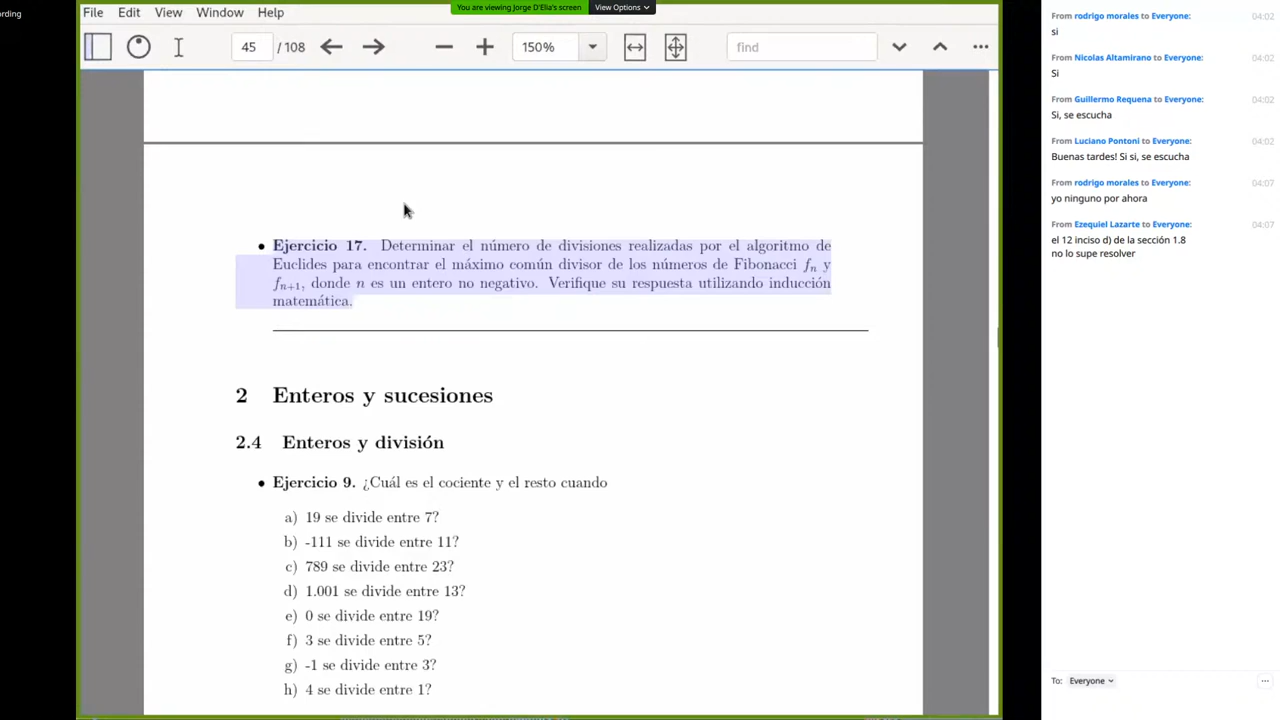 ording
You are viewing Jorge D'Elia's screen
View Options
File Edit View Window Help
45 / 108
150%
find
• Ejercicio 17. Determinar el número de divisiones realizadas por el algoritmo de
Euclides para encontrar el máximo común divisor de los números de Fibonacci fn y
fn+1, donde n es un entero no negativo. Verifique su respuesta utilizando inducción
matemática.
2 Enteros y sucesiones
2.4 Enteros y división
• Ejercicio 9. ¿Cuál es el cociente y el resto cuando
a) 19 se divide entre 7?
b) -111 se divide entre 11?
c) 789 se divide entre 23?
d) 1.001 se divide entre 13?
e) 0 se divide entre 19?
f) 3 se divide entre 5?
g) -1 se divide entre 3?
h) 4 se divide entre 1?
From rodrigo morales to Everyone: 04:02
si
From Nicolas Altamirano to Everyone: 04:02
Si
From Guillermo Requena to Everyone: 04:02
Si, se escucha
From Luciano Pontoni to Everyone: 04:02
Buenas tardes! Si si, se escucha
From rodrigo morales to Everyone: 04:07
yo ninguno por ahora
From Ezequiel Lazarte to Everyone: 04:07
el 12 inciso d) de la sección 1.8
no lo supe resolver
To: Everyone